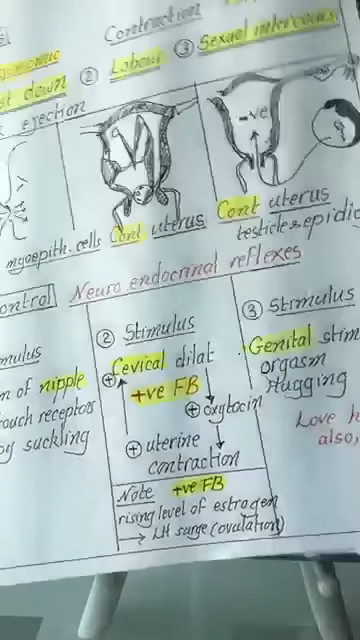 Contraction
② Labour
③ Sexual intercourse
down
ejection
-ve
myoepith. cells
Cont uterus
Cont uterus
testicles + epidid
Neuro endocrinal reflexes
ontrol
② Stimulus
Cevical dilat
+ve FB
⊕
⊕ oxytocin
⊕ uterine
contraction
Note +ve FB
rising level of estrogen
→ LH surge (ovulation)
③ Stimulus
Genital stim
orgasm
Hugging
Love h
also,
mulus
n of nipple
ouch receptors
by suckling